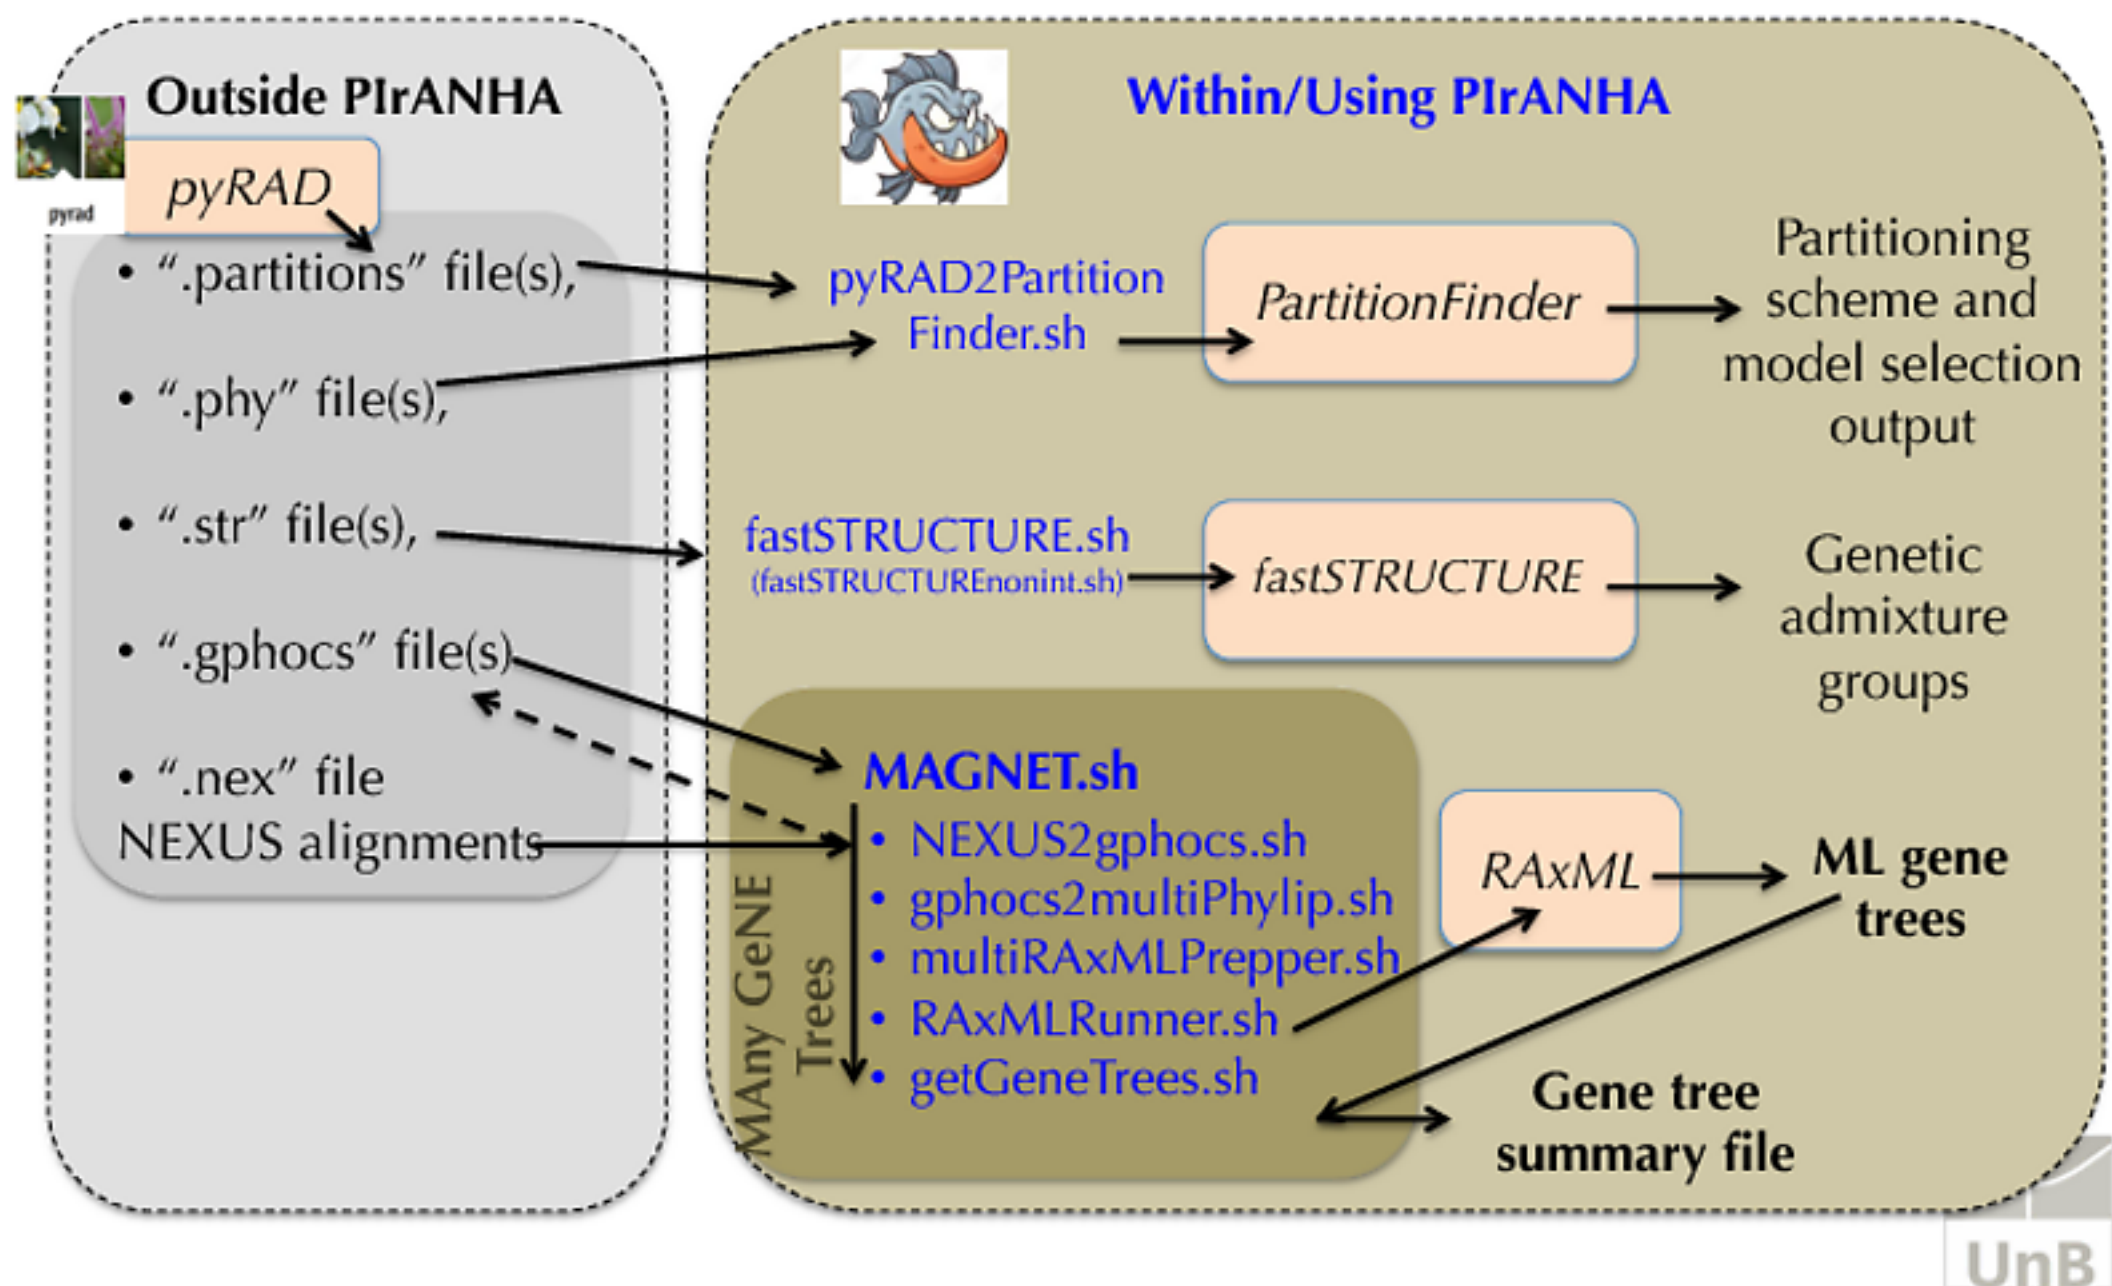 Outside PIrANHA
pyrad
pyRAD
• “.partitions” file(s),
• “.phy” file(s),
• “.str” file(s),
• “.gphocs” file(s)
• “.nex” file
NEXUS alignments
Within/Using PIrANHA
pyRAD2Partition
Finder.sh
PartitionFinder
Partitioning
scheme and
model selection
output
fastSTRUCTURE.sh
(fastSTRUCTUREnonint.sh)
fastSTRUCTURE
Genetic
admixture
groups
MAGNET.sh
• NEXUS2gphocs.sh
• gphocs2multiPhylip.sh
• multiRAxMLPrepper.sh
• RAxMLRunner.sh
• getGeneTrees.sh
MAny GeNE
Trees
RAxML
ML gene
trees
Gene tree
summary file
UnB